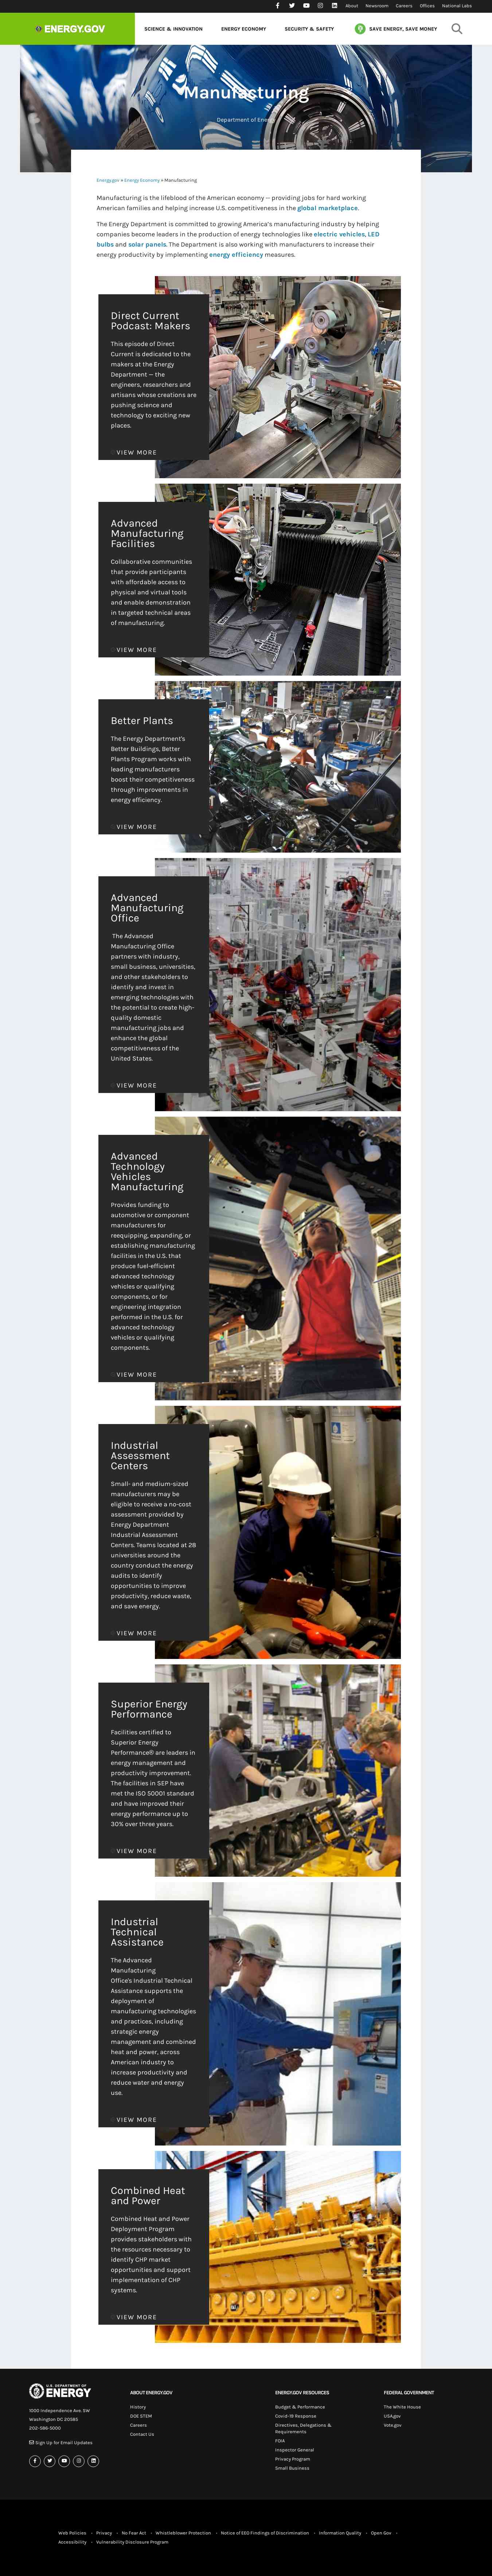 About Newsroom Careers Offices National Labs
ENERGY.GOV
SCIENCE & INNOVATION ENERGY ECONOMY SECURITY & SAFETY SAVE ENERGY, SAVE MONEY
Manufacturing
Department of Energy
Energy.gov » Energy Economy » Manufacturing
Manufacturing is the lifeblood of the American economy — providing jobs for hard working
American families and helping increase U.S. competitiveness in the global marketplace.
The Energy Department is committed to growing America's manufacturing industry by helping
companies become leaders in the production of energy technologies like electric vehicles, LED
bulbs and solar panels. The Department is also working with manufacturers to increase their
energy productivity by implementing energy efficiency measures.
Direct Current
Podcast: Makers
This episode of Direct
Current is dedicated to the
makers at the Energy
Department — the
engineers, researchers and
artisans whose creations are
pushing science and
technology to exciting new
places.
VIEW MORE
Advanced
Manufacturing
Facilities
Collaborative communities
that provide participants
with affordable access to
physical and virtual tools
and enable demonstration
in targeted technical areas
of manufacturing.
VIEW MORE
Better Plants
The Energy Department's
Better Buildings, Better
Plants Program works with
leading manufacturers
boost their competitiveness
through improvements in
energy efficiency.
VIEW MORE
Advanced
Manufacturing
Office
The Advanced
Manufacturing Office
partners with industry,
small business, universities,
and other stakeholders to
identify and invest in
emerging technologies with
the potential to create high-
quality domestic
manufacturing jobs and
enhance the global
competitiveness of the
United States.
VIEW MORE
Advanced
Technology
Vehicles
Manufacturing
Provides funding to
automotive or component
manufacturers for
reequipping, expanding, or
establishing manufacturing
facilities in the U.S. that
produce fuel-efficient
advanced technology
vehicles or qualifying
components, or for
engineering integration
performed in the U.S. for
advanced technology
vehicles or qualifying
components.
VIEW MORE
Industrial
Assessment
Centers
Small- and medium-sized
manufacturers may be
eligible to receive a no-cost
assessment provided by
Energy Department
Industrial Assessment
Centers. Teams located at 28
universities around the
country conduct the energy
audits to identify
opportunities to improve
productivity, reduce waste,
and save energy.
VIEW MORE
Superior Energy
Performance
Facilities certified to
Superior Energy
Performance® are leaders in
energy management and
productivity improvement.
The facilities in SEP have
met the ISO 50001 standard
and have improved their
energy performance up to
30% over three years.
VIEW MORE
Industrial
Technical
Assistance
The Advanced
Manufacturing
Office's Industrial Technical
Assistance supports the
deployment of
manufacturing technologies
and practices, including
strategic energy
management and combined
heat and power, across
American industry to
increase productivity and
reduce water and energy
use.
VIEW MORE
Combined Heat
and Power
Combined Heat and Power
Deployment Program
provides stakeholders with
the resources necessary to
identify CHP market
opportunities and support
implementation of CHP
systems.
VIEW MORE
U.S. DEPARTMENT OF
ENERGY
1000 Independence Ave. SW
Washington DC 20585
202-586-5000
Sign Up for Email Updates
ABOUT ENERGY.GOV
History
DOE STEM
Careers
Contact Us
ENERGY.GOV RESOURCES
Budget & Performance
Covid-19 Response
Directives, Delegations &
Requirements
FOIA
Inspector General
Privacy Program
Small Business
FEDERAL GOVERNMENT
The White House
USA.gov
Vote.gov
Web Policies • Privacy • No Fear Act • Whistleblower Protection • Notice of EEO Findings of Discrimination • Information Quality • Open Gov •
Accessibility • Vulnerability Disclosure Program